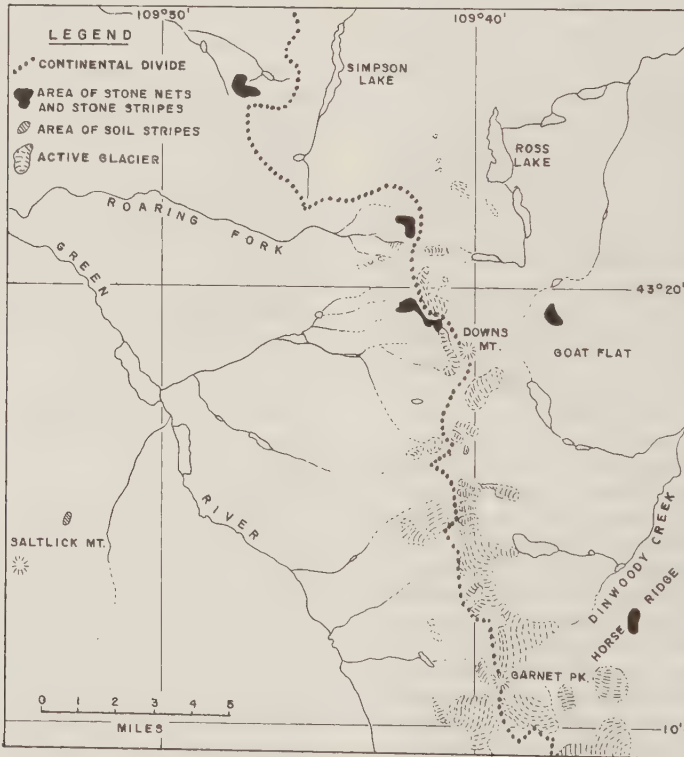 109°50'
109°40'
LEGEND
CONTINENTAL DIVIDE
AREA OF STONE NETS
AND STONE STRIPES
AREA OF SOIL STRIPES
ACTIVE GLACIER
SIMPSON
LAKE
ROSS
LAKE
ROARING FORK
GREEN
43°20'
DOWNS
MT.
GOAT FLAT
RIVER
SALTLICK MT.
DINWOODY CREEK
HORSE RIDGE
GARNET PK.
0 1 2 3 4 5
MILES
10'